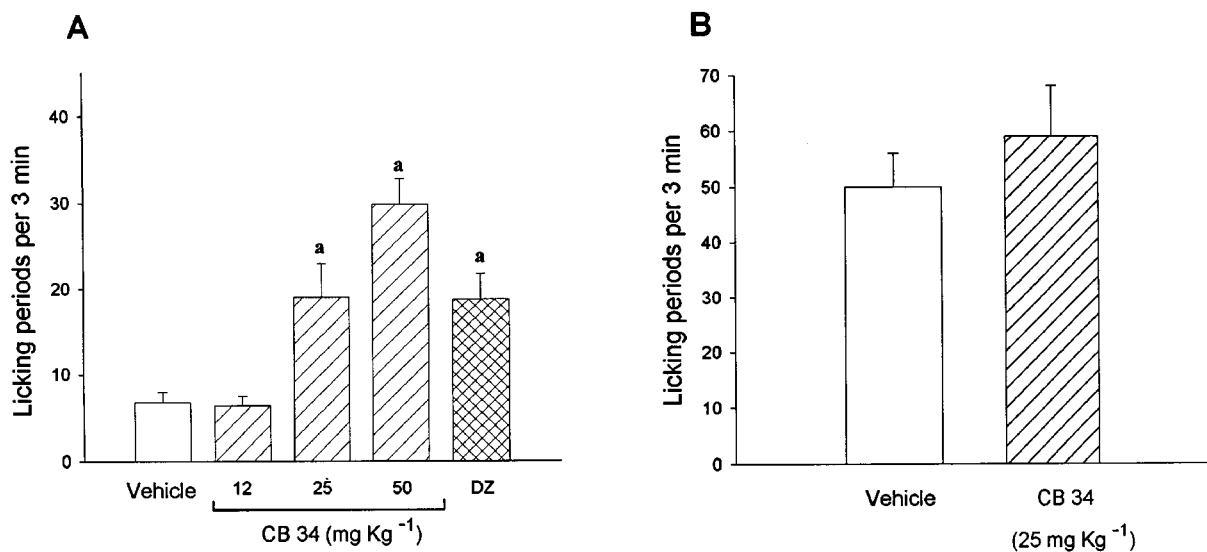 A
Licking periods per 3 min
40
30
20
10
0
a
a
a
Vehicle 12 25 50 DZ
CB 34 (mg Kg⁻¹)
B
Licking periods per 3 min
70
60
50
40
30
20
10
0
Vehicle CB 34
(25 mg Kg⁻¹)